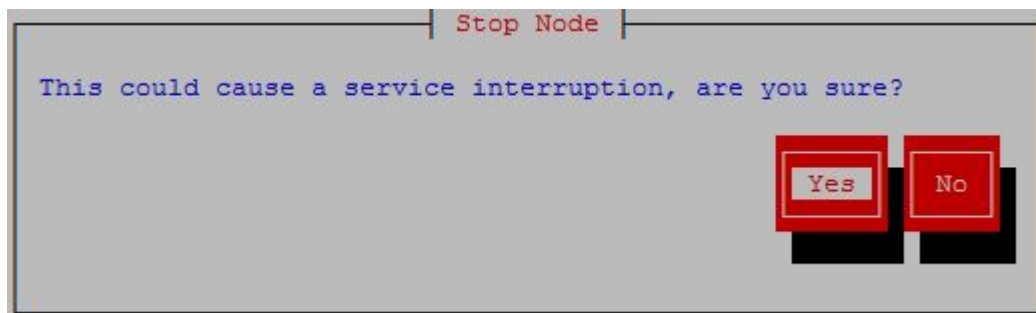 Stop Node
This could cause a service interruption, are you sure?
Yes No